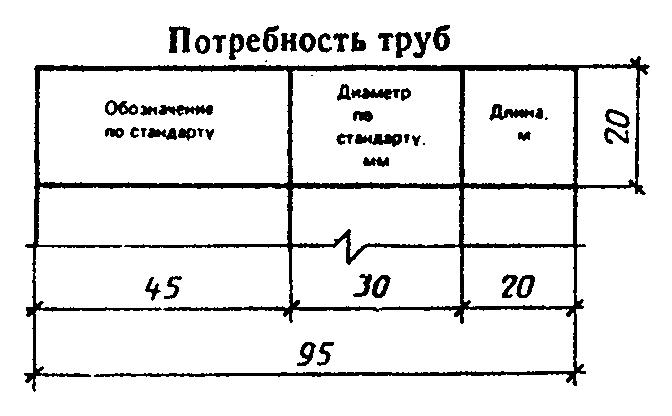 Потребность труб
Обозначение
по стандарту
Диаметр
по
стандарту,
мм
Длина,
м
20
45
30
20
95